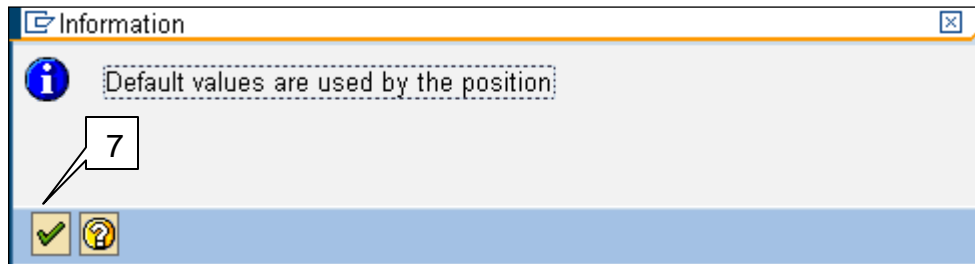 Information
Default values are used by the position
7